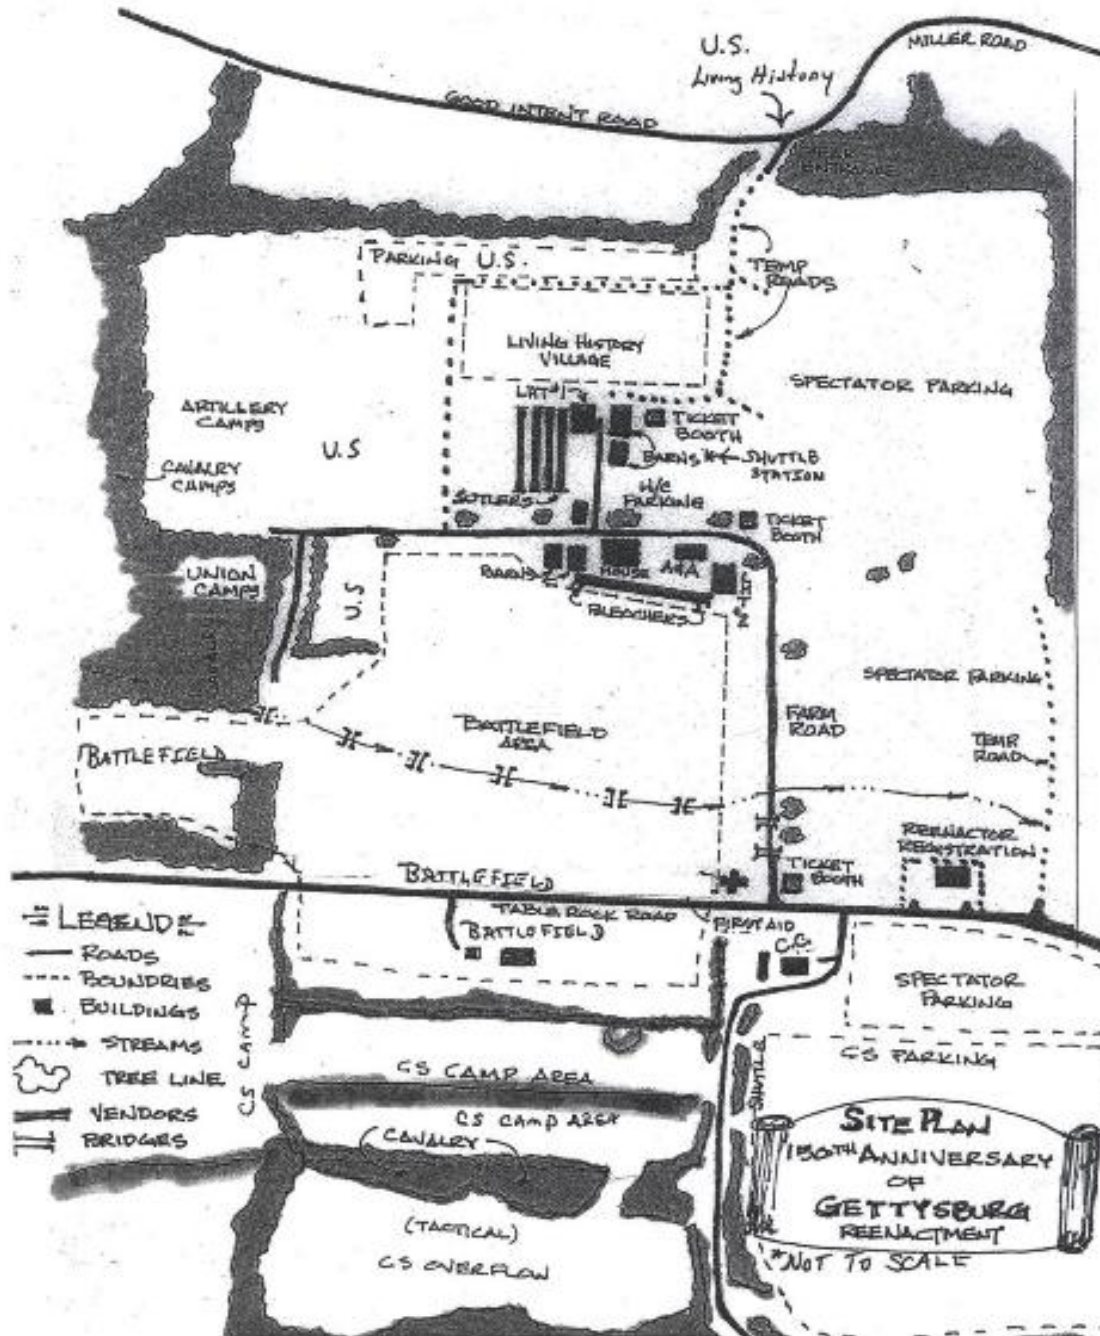 U.S.
Living History
MILLER ROAD
GOOD INTENT ROAD
ENTRANCE
PARKING U.S.
TEMP
ROADS
LIVING HISTORY
VILLAGE
SPECTATOR PARKING
ARTILLERY
CAMPS
U.S
CAVALRY
CAMPS
TICKET
BOOTH
BARNS
SHUTTLE
STATION
SUTLERS
H/C
PARKING
TICKET
BOOTH
UNION
CAMPS
U.S
BARNS
HOUSE
BLEACHERS
SPECTATOR PARKING
FARM
ROAD
BATTLEFIELD
AREA
BATTLEFIELD
TEMP
ROAD
REENACTOR
REGISTRATION
TICKET
BOOTH
BATTLEFIELD
TABLE ROCK ROAD
FIRST AID
BATTLEFIELD
C.C.
SPECTATOR
PARKING
LEGEND
ROADS
BOUNDRIES
BUILDINGS
STREAMS
TREE LINE
VENDORS
BRIDGES
CS CAMP
CS CAMP AREA
CS CAMP AREA
CAVALRY
(TACTICAL)
CS OVERFLOW
SHUTTLE
CS PARKING
SITE PLAN
150TH ANNIVERSARY
OF
GETTYSBURG
REENACTMENT
*NOT TO SCALE